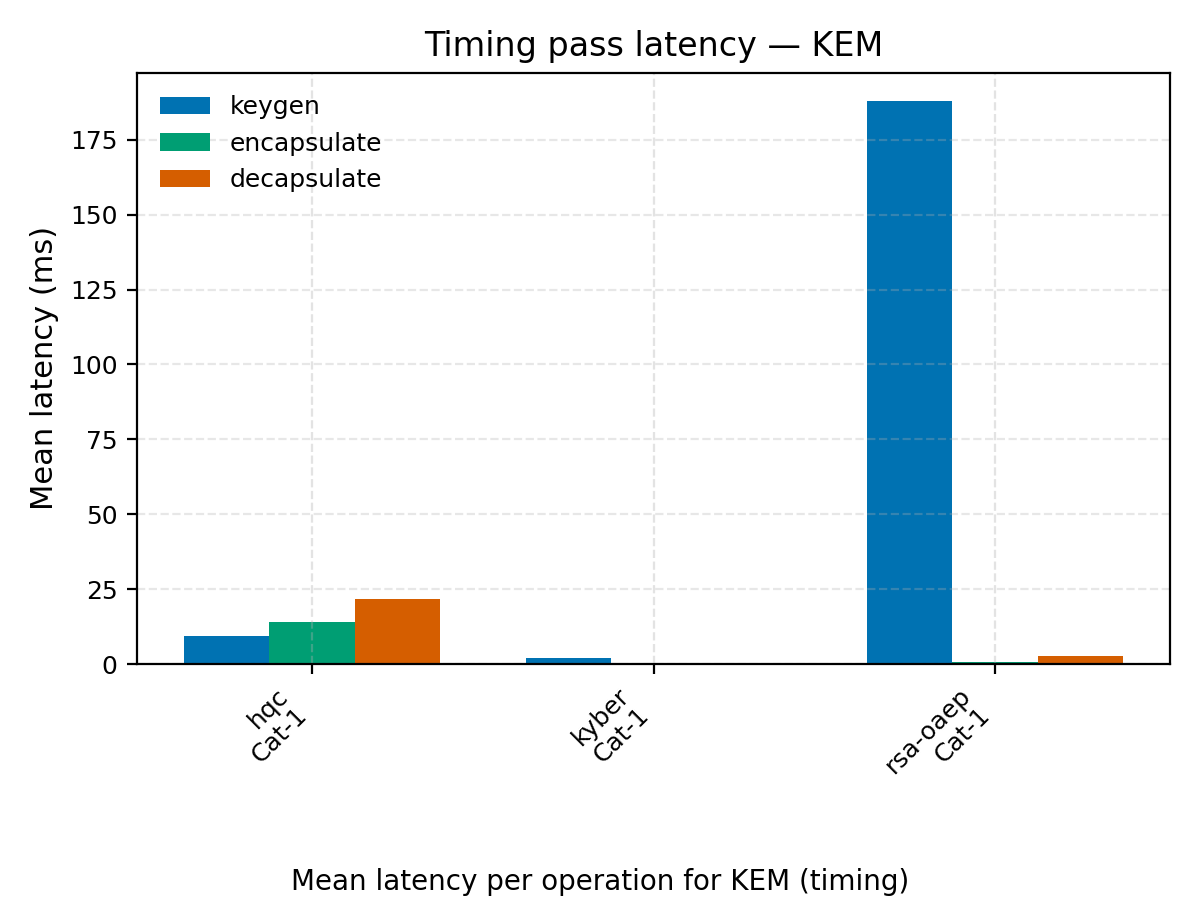 Timing pass latency — KEM
keygen
encapsulate
decapsulate
Mean latency (ms)
175
150
125
100
75
50
25
0
hqc
Cat-1
kyber
Cat-1
rsa-oaep
Cat-1
Mean latency per operation for KEM (timing)